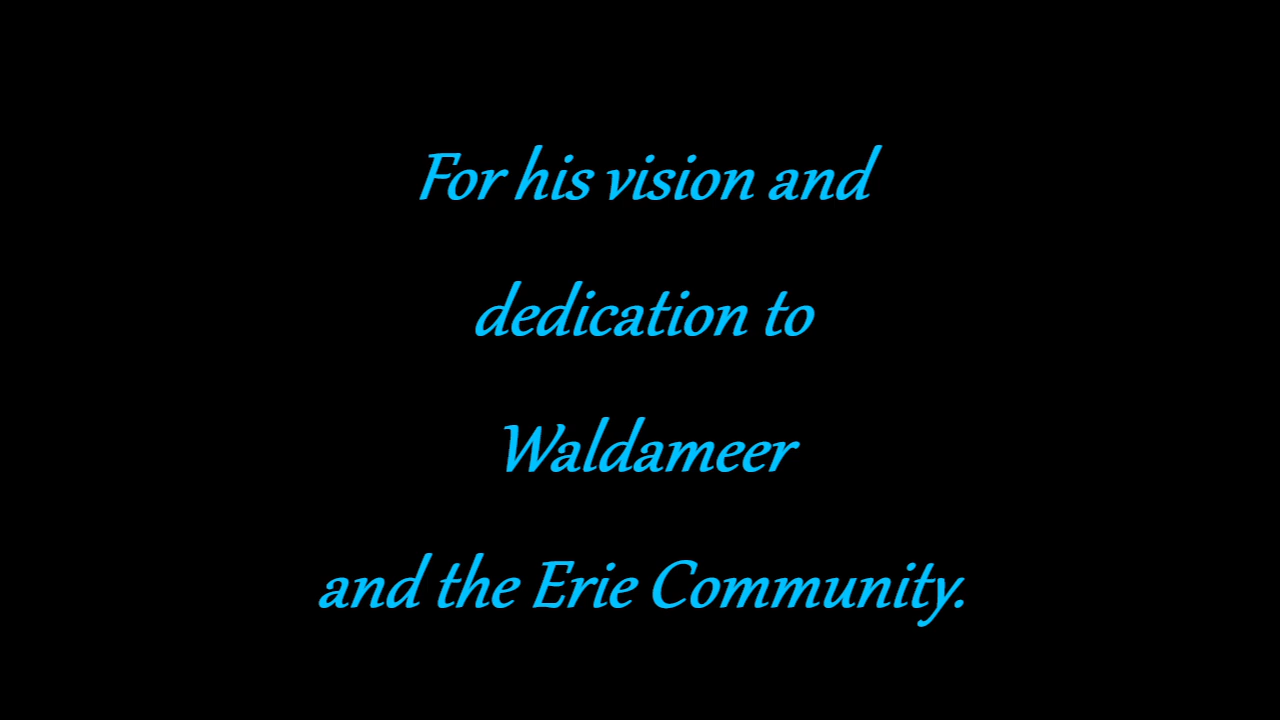 For his vision and
dedication to
Waldameer
and the Erie Community.